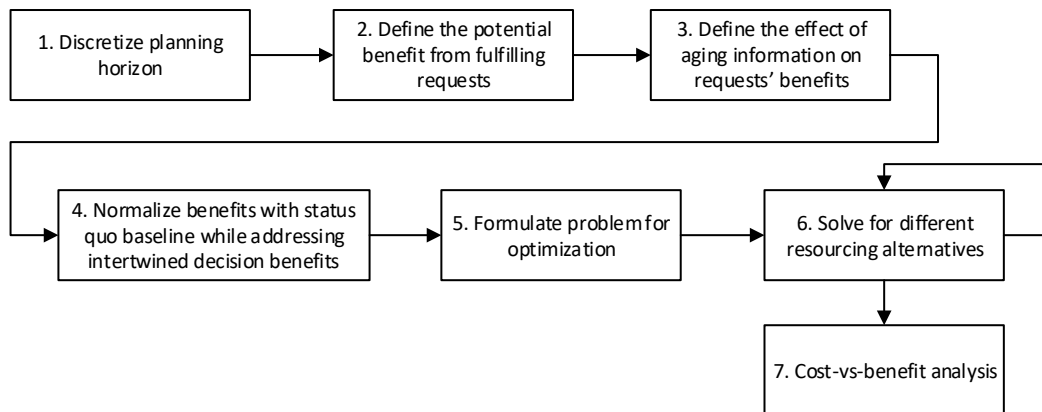 1. Discretize planning
horizon
2. Define the potential
benefit from fulfilling
requests
3. Define the effect of
aging information on
requests’ benefits
4. Normalize benefits with status
quo baseline while addressing
intertwined decision benefits
5. Formulate problem for
optimization
6. Solve for different
resourcing alternatives
7. Cost-vs-benefit analysis